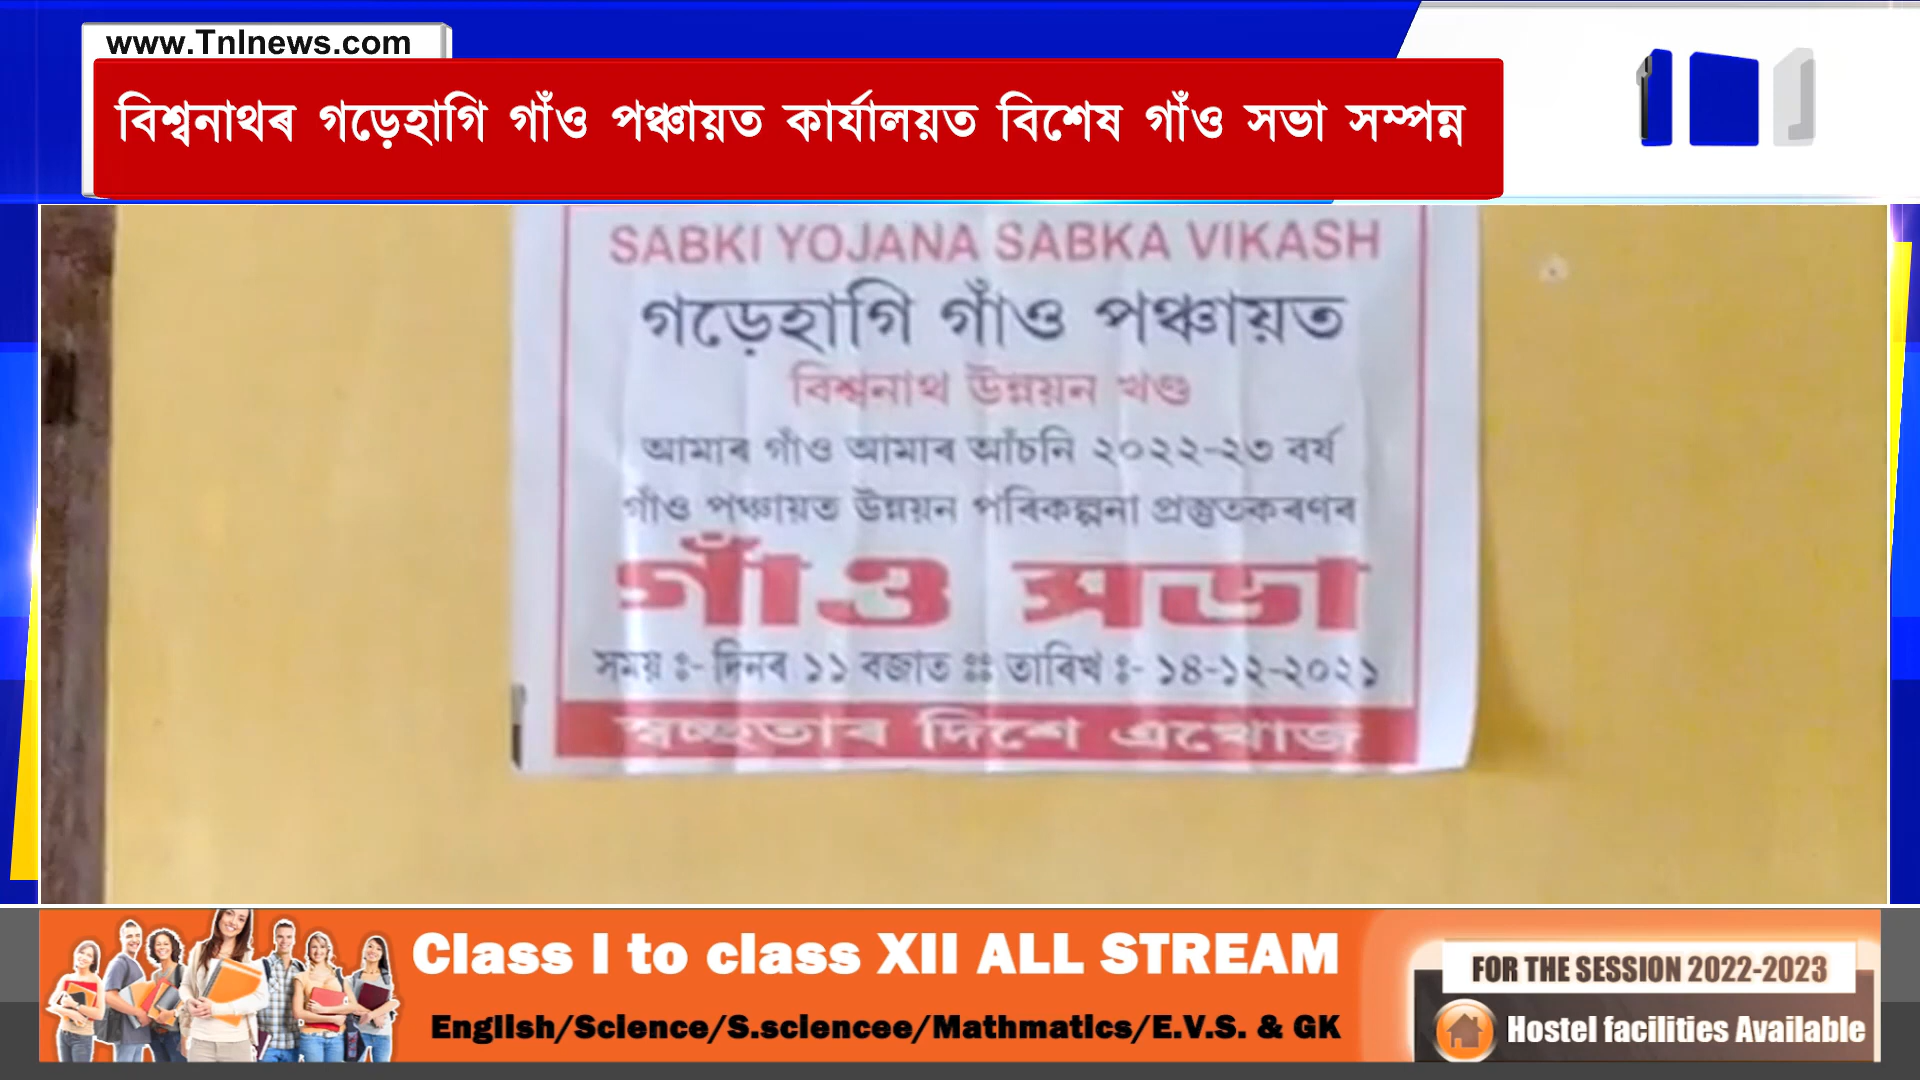 www.TnInews.com
বিশ্বনাথৰ গড়েহাগি গাঁও পঞ্চায়ত কাৰ্যালয়ত বিশেষ গাঁও সভা সম্পন্ন
SABKI YOJANA SABKA VIKASH
গড়েহাগি গাঁও পঞ্চায়ত
বিশ্বনাথ উন্নয়ন খণ্ড
আমাৰ গাঁও আমাৰ আঁচনি ২০২২-২৩ বৰ্ষ
গাঁও পঞ্চায়ত উন্নয়ন পৰিকল্পনা প্ৰস্তুতকৰণৰ
গাঁও সভা
সময় ঃ- দিনৰ ১১ বজাত ঃঃ তাৰিখ ঃ- ১৪-১২-২০২১
স্বচ্ছতাৰ দিশে এখোজ
Class I to class XII ALL STREAM
English/Science/S.sciencee/Mathmatics/E.V.S. & GK
FOR THE SESSION 2022-2023
Hostel facilities Available